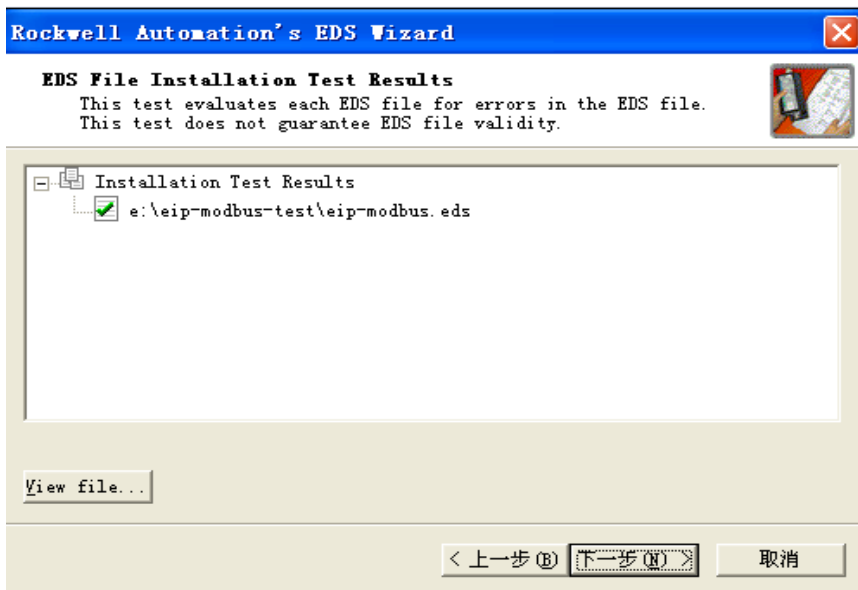 Rockwell Automation's EDS Wizard
EDS File Installation Test Results
This test evaluates each EDS file for errors in the EDS file.
This test does not guarantee EDS file validity.
Installation Test Results
e:\eip-modbus-test\eip-modbus.eds
View file...
< 上一步(B) 下一步(N) > 取消